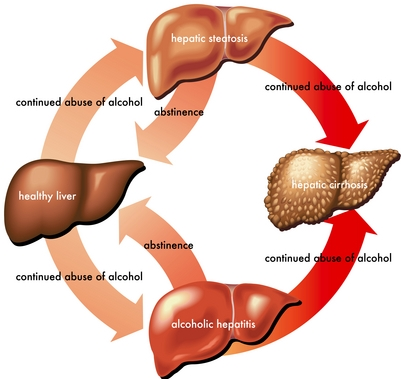 hepatic steatosis
continued abuse of alcohol
continued abuse of alcohol
abstinence
healthy liver
hepatic cirrhosis
abstinence
continued abuse of alcohol
continued abuse of alcohol
alcoholic hepatitis